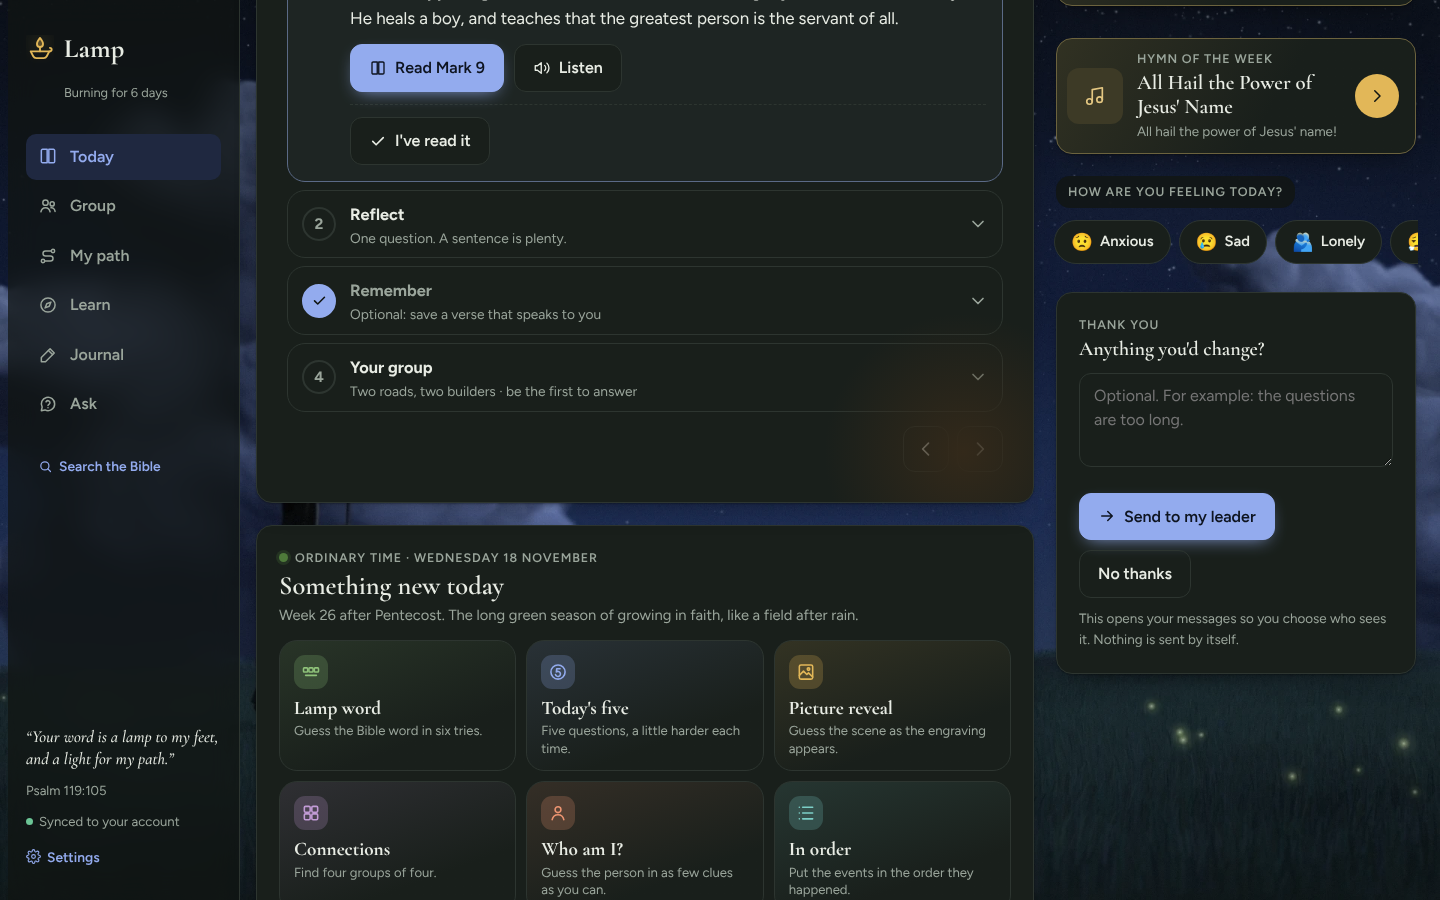 Lamp
Burning for 6 days
Today
Group
My path
Learn
Journal
Ask
Search the Bible
“Your word is a lamp to my feet,
and a light for my path.”
Psalm 119:105
Synced to your account
Settings
He heals a boy, and teaches that the greatest person is the servant of all.
Read Mark 9
Listen
I've read it
2
Reflect
One question. A sentence is plenty.
Remember
Optional: save a verse that speaks to you
4
Your group
Two roads, two builders · be the first to answer
ORDINARY TIME · WEDNESDAY 18 NOVEMBER
Something new today
Week 26 after Pentecost. The long green season of growing in faith, like a field after rain.
Lamp word
Guess the Bible word in six tries.
5
Today's five
Five questions, a little harder each
time.
Picture reveal
Guess the scene as the engraving
appears.
Connections
Find four groups of four.
Who am I?
Guess the person in as few clues
as you can.
In order
Put the events in the order they
happened.
HYMN OF THE WEEK
All Hail the Power of
Jesus' Name
All hail the power of Jesus' name!
HOW ARE YOU FEELING TODAY?
Anxious
Sad
Lonely
THANK YOU
Anything you'd change?
Optional. For example: the questions
are too long.
Send to my leader
No thanks
This opens your messages so you choose who sees
it. Nothing is sent by itself.